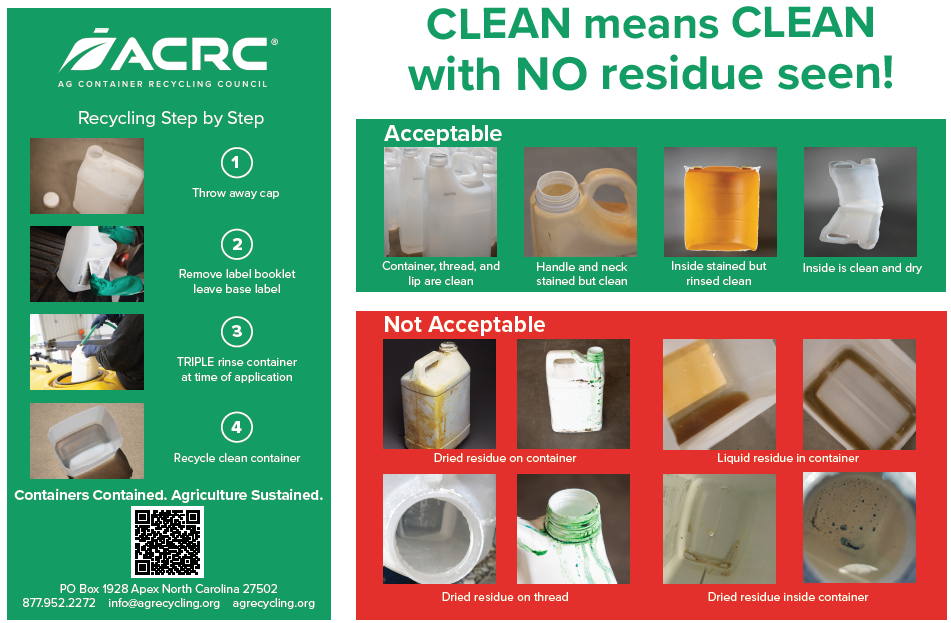 ACRC®
AG CONTAINER RECYCLING COUNCIL
Recycling Step by Step
1
Throw away cap
2
Remove label booklet
leave base label
3
TRIPLE rinse container
at time of application
4
Recycle clean container
Containers Contained. Agriculture Sustained.
PO Box 1928 Apex North Carolina 27502
877.952.2272 info@agrecycling.org agrecycling.org
CLEAN means CLEAN
with NO residue seen!
Acceptable
Container, thread, and
lip are clean
Handle and neck
stained but clean
Inside stained but
rinsed clean
Inside is clean and dry
Not Acceptable
Dried residue on container
Liquid residue in container
Dried residue on thread
Dried residue inside container